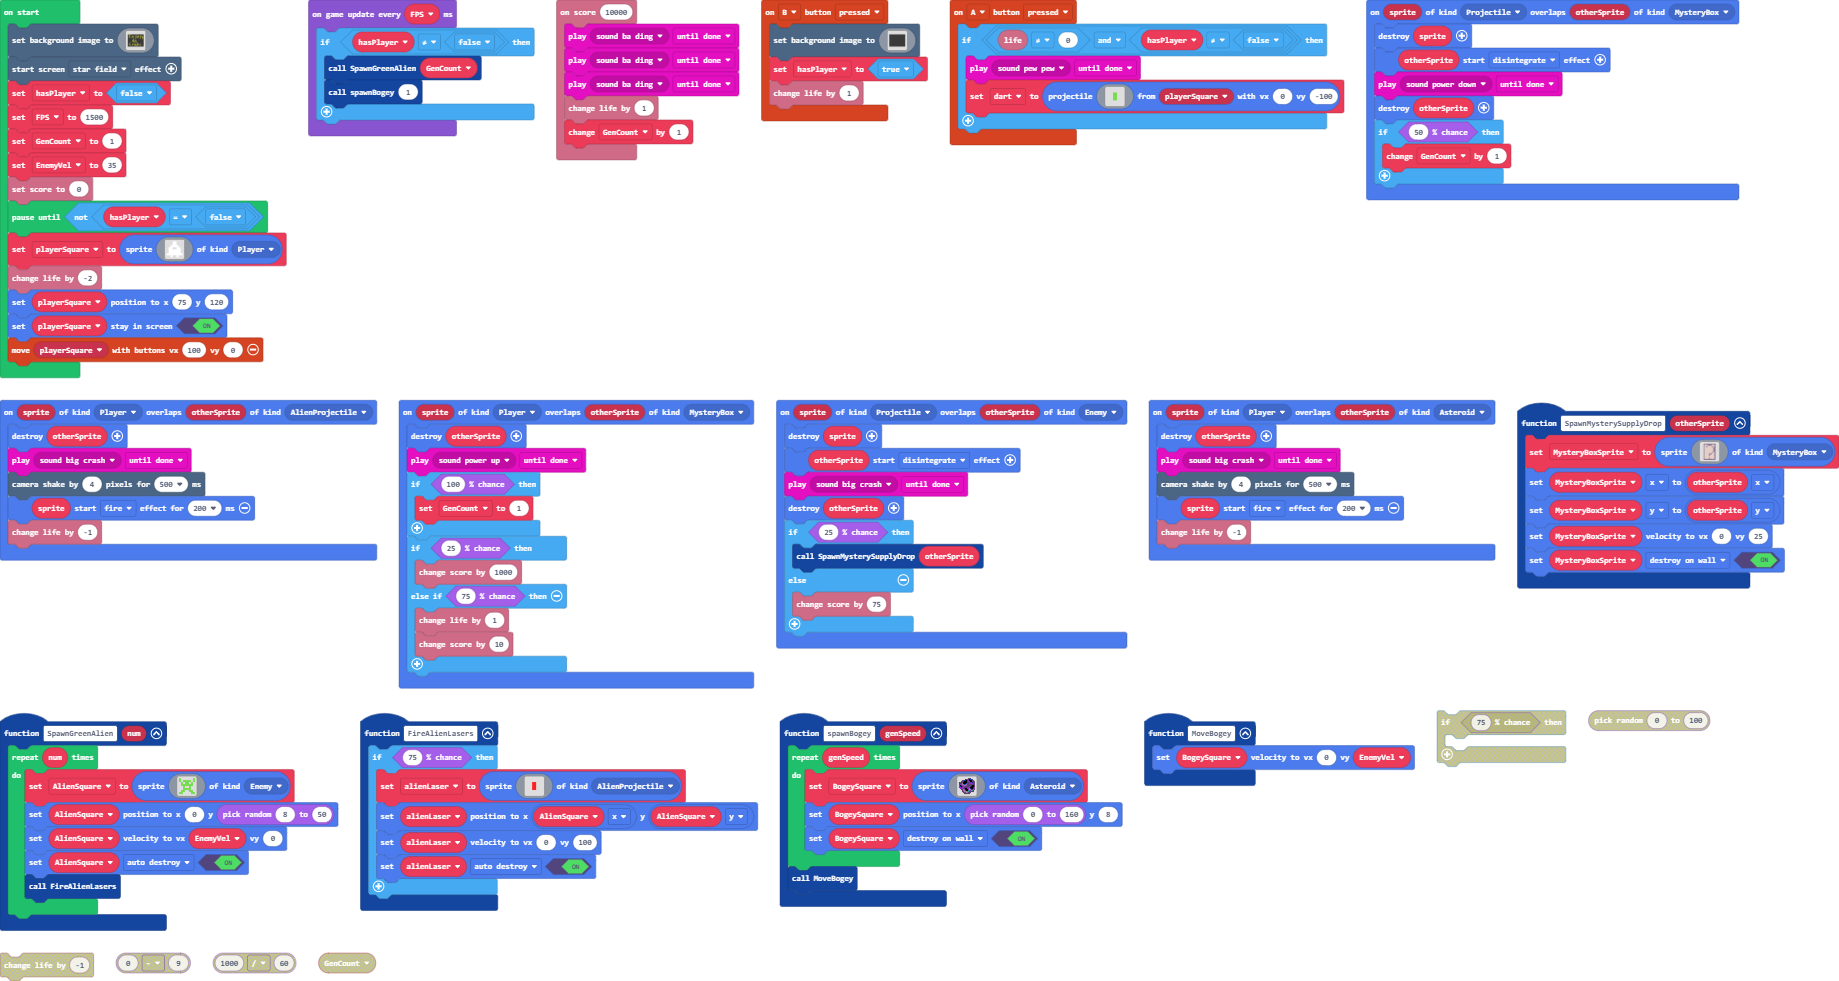 on start
set background image to
start screen star field effect
set hasPlayer to false
set FPS to 1500
set GenCount to 1
set EnemyVel to 35
set score to 0
pause until not hasPlayer = false
set playerSquare to sprite of kind Player
change life by -2
set playerSquare position to x 75 y 120
set playerSquare stay in screen ON
move playerSquare with buttons vx 100 vy 0
on game update every FPS ms
if hasPlayer ≠ false then
call SpawnGreenAlien GenCount
call spawnBogey 1
on score 10000
play sound ba ding until done
play sound ba ding until done
play sound ba ding until done
change life by 1
change GenCount by 1
on B button pressed
set background image to
set hasPlayer to true
change life by 1
on A button pressed
if life ≠ 0 and hasPlayer ≠ false then
play sound pew pew until done
set dart to projectile from playerSquare with vx 0 vy -100
on sprite of kind Projectile overlaps otherSprite of kind MysteryBox
destroy sprite
otherSprite start disintegrate effect
play sound power down until done
destroy otherSprite
if 50 % chance then
change GenCount by 1
on sprite of kind Player overlaps otherSprite of kind AlienProjectile
destroy otherSprite
play sound big crash until done
camera shake by 4 pixels for 500 ms
sprite start fire effect for 200 ms
change life by -1
on sprite of kind Player overlaps otherSprite of kind MysteryBox
destroy otherSprite
play sound power up until done
if 100 % chance then
set GenCount to 1
if 25 % chance then
change score by 1000
else if 75 % chance then
change life by 1
change score by 10
on sprite of kind Projectile overlaps otherSprite of kind Enemy
destroy sprite
otherSprite start disintegrate effect
play sound big crash until done
destroy otherSprite
if 25 % chance then
call SpawnMysterySupplyDrop otherSprite
else
change score by 75
on sprite of kind Player overlaps otherSprite of kind Asteroid
destroy otherSprite
play sound big crash until done
camera shake by 4 pixels for 500 ms
sprite start fire effect for 200 ms
change life by -1
function SpawnMysterySupplyDrop otherSprite
set MysteryBoxSprite to sprite of kind MysteryBox
set MysteryBoxSprite x to otherSprite x
set MysteryBoxSprite y to otherSprite y
set MysteryBoxSprite velocity to vx 0 vy 25
set MysteryBoxSprite destroy on wall ON
function SpawnGreenAlien num
repeat num times
do
set AlienSquare to sprite of kind Enemy
set AlienSquare position to x 0 y pick random 8 to 50
set AlienSquare velocity to vx EnemyVel vy 0
set AlienSquare auto destroy ON
call FireAlienLasers
function FireAlienLasers
if 75 % chance then
set alienLaser to sprite of kind AlienProjectile
set alienLaser position to x AlienSquare x y AlienSquare y
set alienLaser velocity to vx 0 vy 100
set alienLaser auto destroy ON
function spawnBogey genSpeed
repeat genSpeed times
do
set BogeySquare to sprite of kind Asteroid
set BogeySquare position to x pick random 0 to 160 y 8
set BogeySquare destroy on wall ON
call MoveBogey
function MoveBogey
set BogeySquare velocity to vx 0 vy EnemyVel
if 75 % chance then
pick random 0 to 100
change life by -1
0 - 9
1000 / 60
GenCount